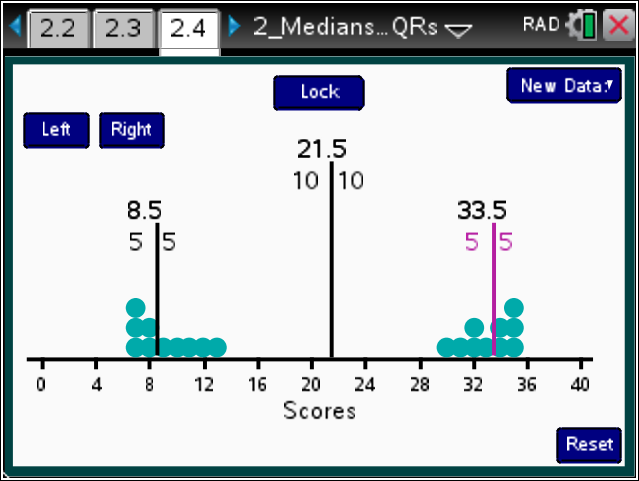 2.2 2.3 2.4 2_Medians...QRs RAD
Lock New Data:
Left Right
21.5
10 10
8.5 33.5
5 5 5 5
0 4 8 12 16 20 24 28 32 36 40
Scores
Reset